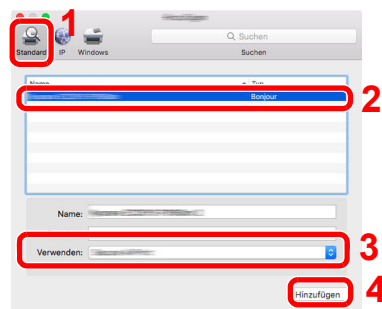 1
Suchen
Standard IP Windows Suchen
Name Typ
Bonjour
2
Name:
Verwenden:
3
Hinzufügen
4